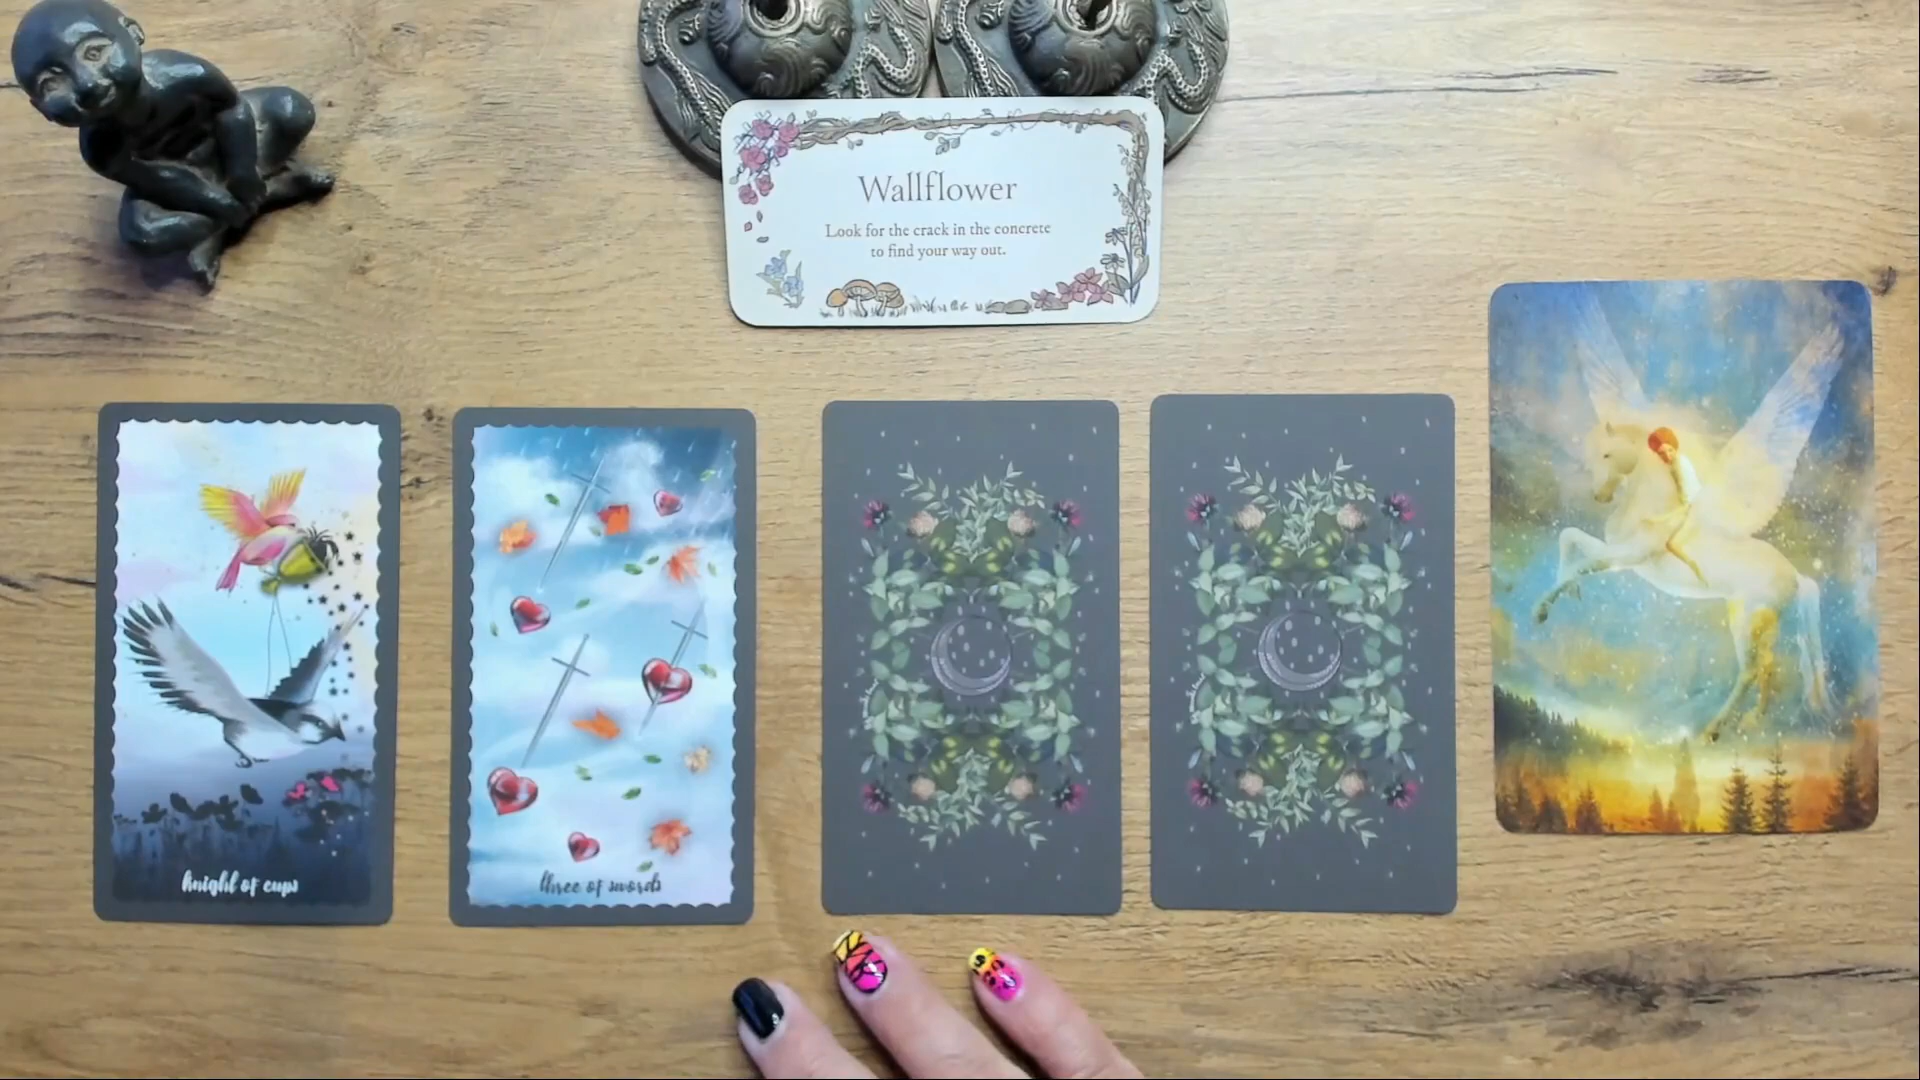 Wallflower
Look for the crack in the concrete
to find your way out.
knight of cups
three of swords